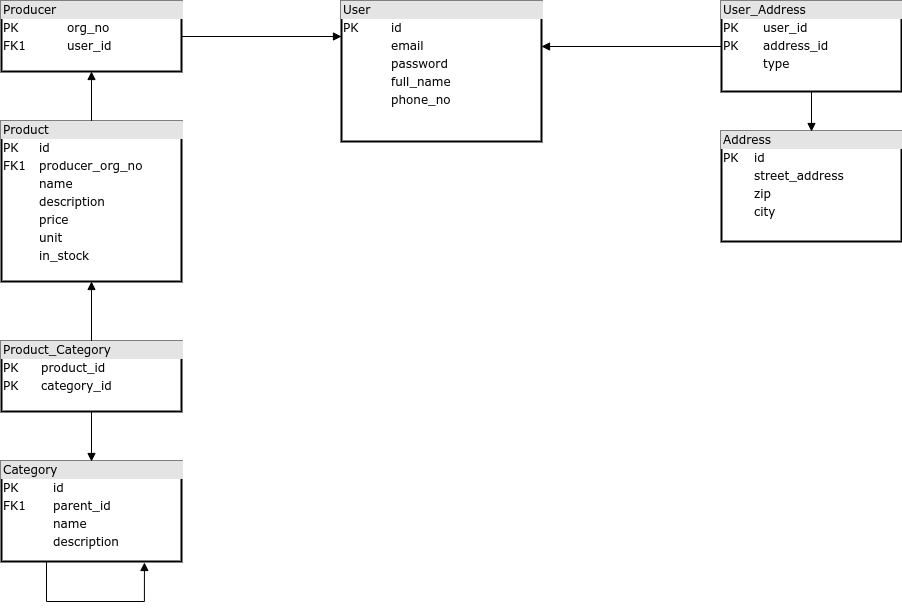 Producer
PK org_no
FK1 user_id
User
PK id
email
password
full_name
phone_no
User_Address
PK user_id
PK address_id
type
Product
PK id
FK1 producer_org_no
name
description
price
unit
in_stock
Address
PK id
street_address
zip
city
Product_Category
PK product_id
PK category_id
Category
PK id
FK1 parent_id
name
description